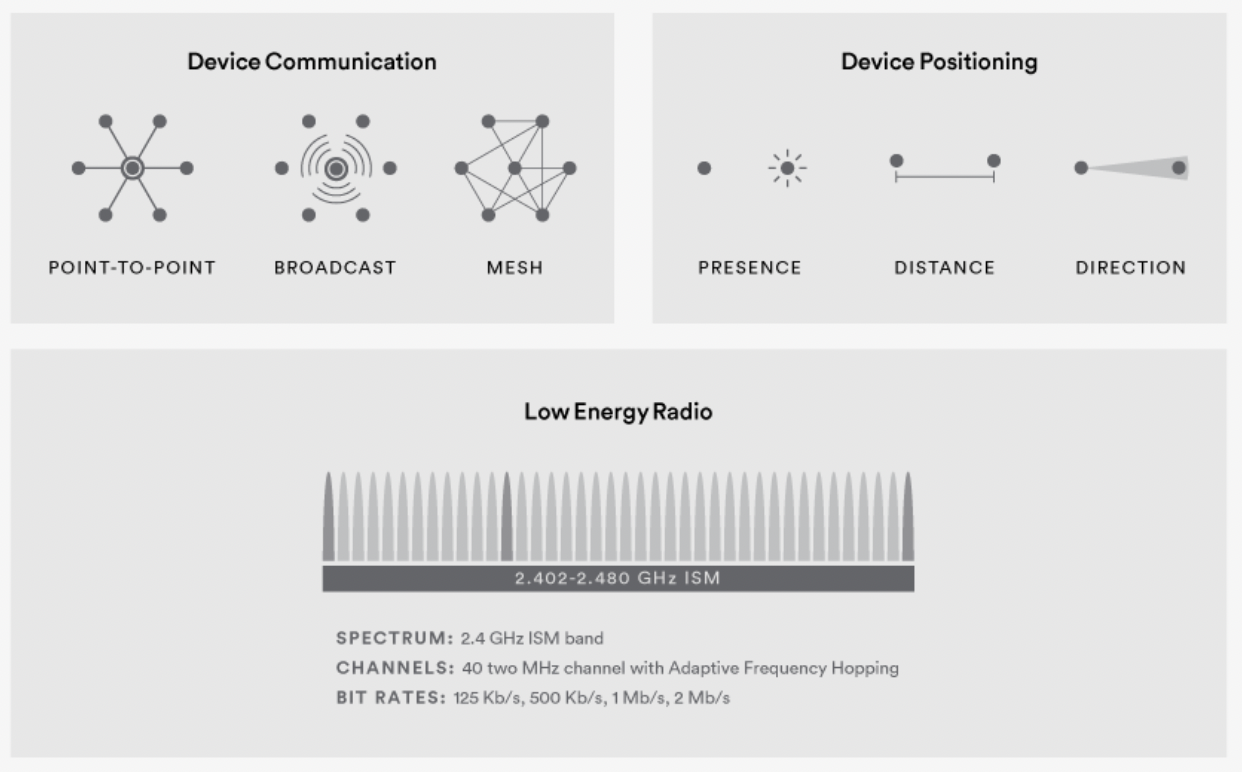 Device Communication
POINT-TO-POINT
BROADCAST
MESH
Device Positioning
PRESENCE
DISTANCE
DIRECTION
Low Energy Radio
2.402-2.480 GHz ISM
SPECTRUM: 2.4 GHz ISM band
CHANNELS: 40 two MHz channel with Adaptive Frequency Hopping
BIT RATES: 125 Kb/s, 500 Kb/s, 1 Mb/s, 2 Mb/s